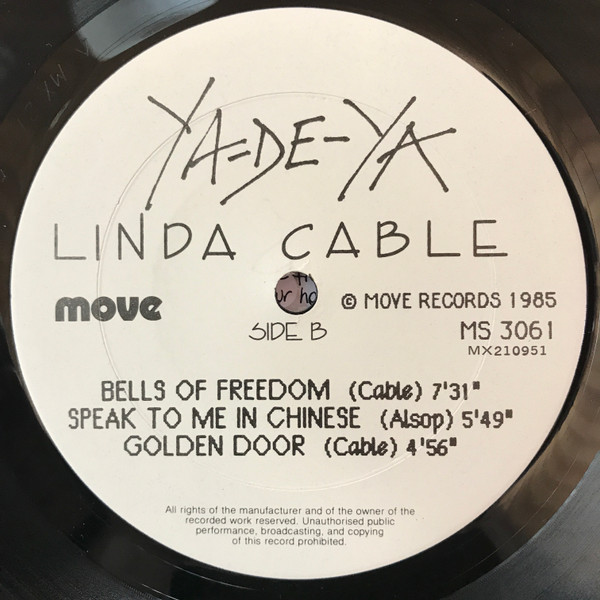 YA-DE-YA
LINDA CABLE
move
© MOVE RECORDS 1985
SIDE B
MS 3061
MX210951
BELLS OF FREEDOM (Cable) 7'31"
SPEAK TO ME IN CHINESE (Alsop) 5'49"
GOLDEN DOOR (Cable) 4'56"
All rights of the manufacturer and of the owner of the
recorded work reserved. Unauthorised public
performance, broadcasting, and copying
of this record prohibited.